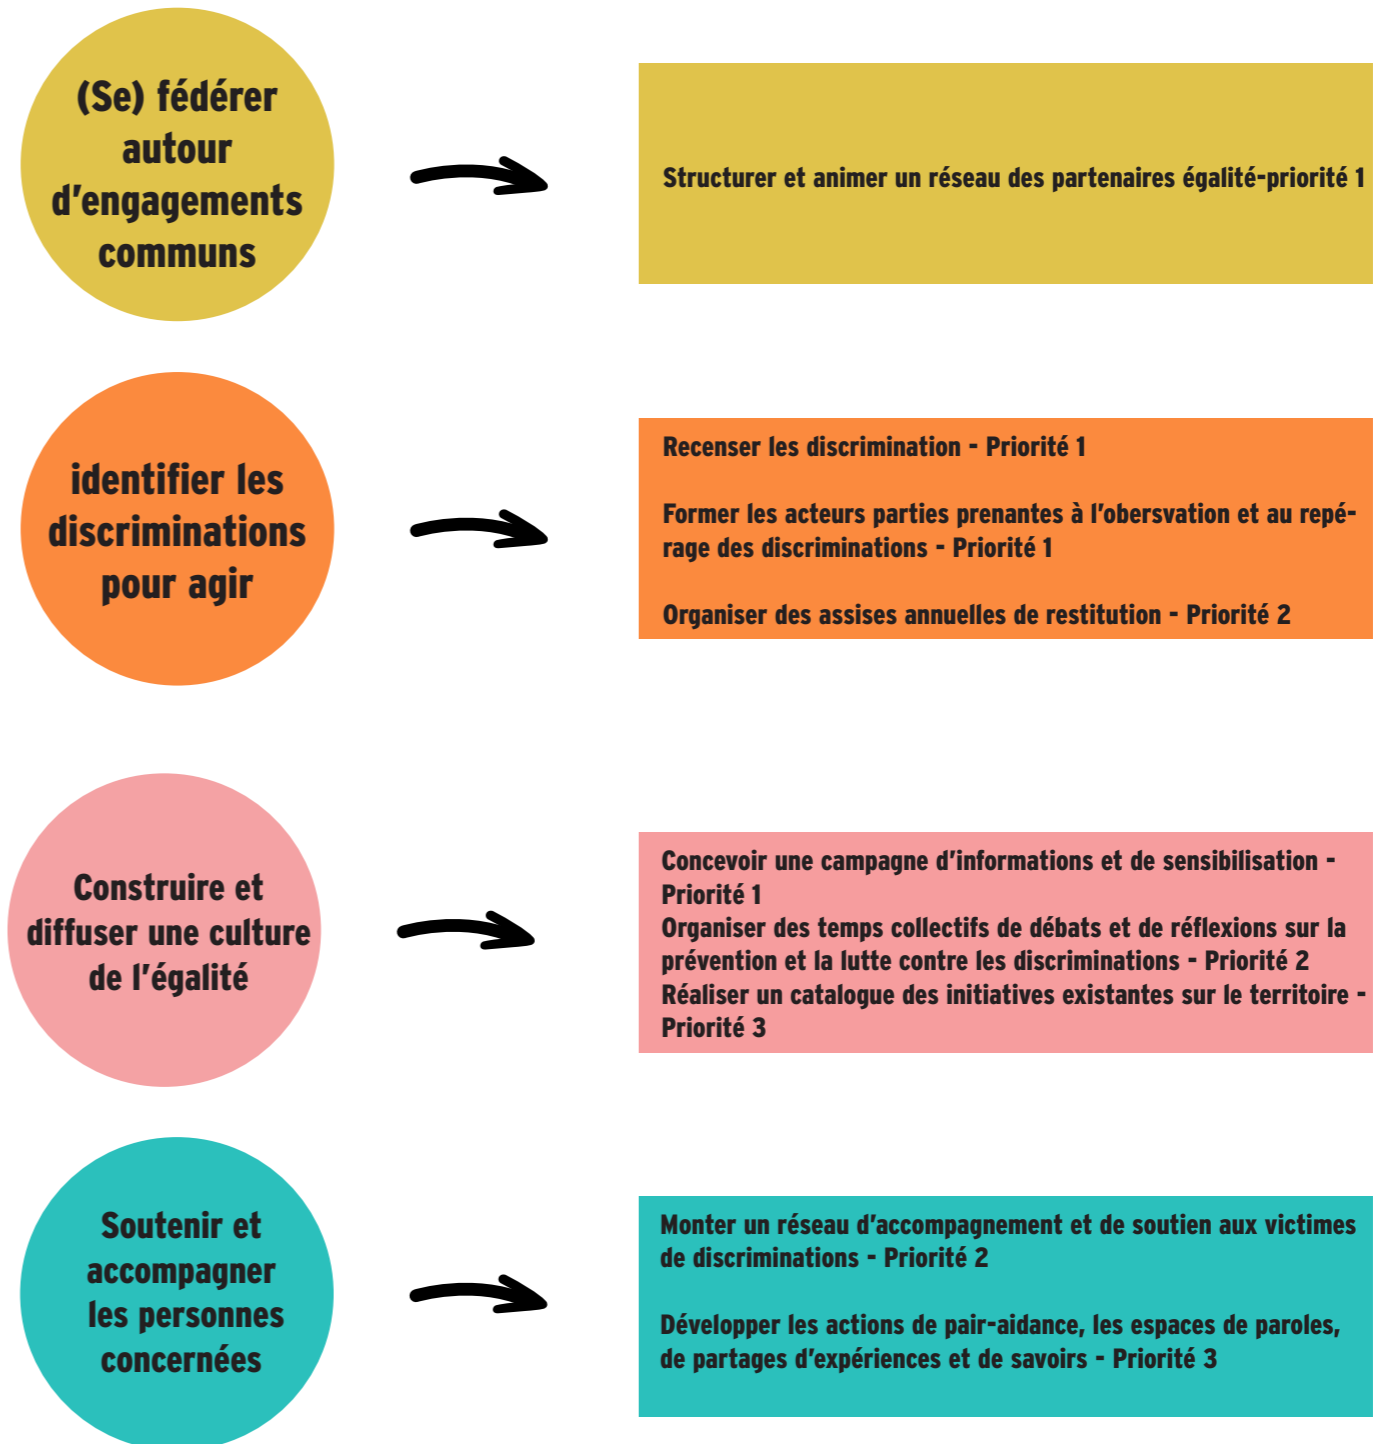 (Se) fédérer
autour
d'engagements
communs
Structurer et animer un réseau des partenaires égalité-priorité 1
identifier les
discriminations
pour agir
Recenser les discrimination - Priorité 1
Former les acteurs parties prenantes à l'obersvation et au repé-
rage des discriminations - Priorité 1
Organiser des assises annuelles de restitution - Priorité 2
Construire et
diffuser une culture
de l'égalité
Concevoir une campagne d'informations et de sensibilisation -
Priorité 1
Organiser des temps collectifs de débats et de réflexions sur la
prévention et la lutte contre les discriminations - Priorité 2
Réaliser un catalogue des initiatives existantes sur le territoire -
Priorité 3
Soutenir et
accompagner
les personnes
concernées
Monter un réseau d'accompagnement et de soutien aux victimes
de discriminations - Priorité 2
Développer les actions de pair-aidance, les espaces de paroles,
de partages d'expériences et de savoirs - Priorité 3